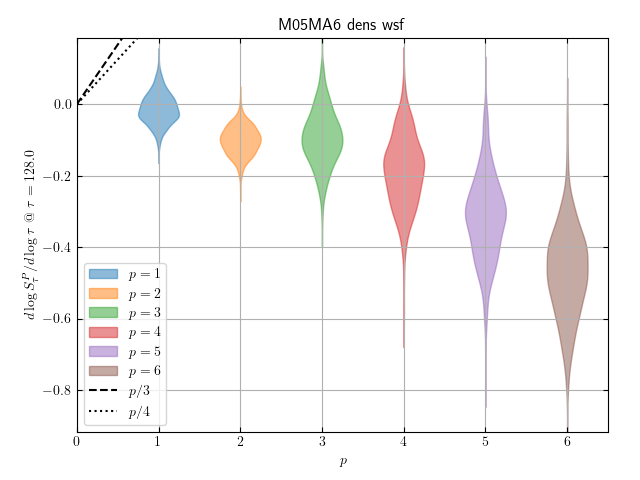 M05MA6 dens wsf
d log S_τ^P / d log τ @ τ = 128.0
0.0
−0.2
−0.4
−0.6
−0.8
p = 1
p = 2
p = 3
p = 4
p = 5
p = 6
p/3
p/4
0 1 2 3 4 5 6
p